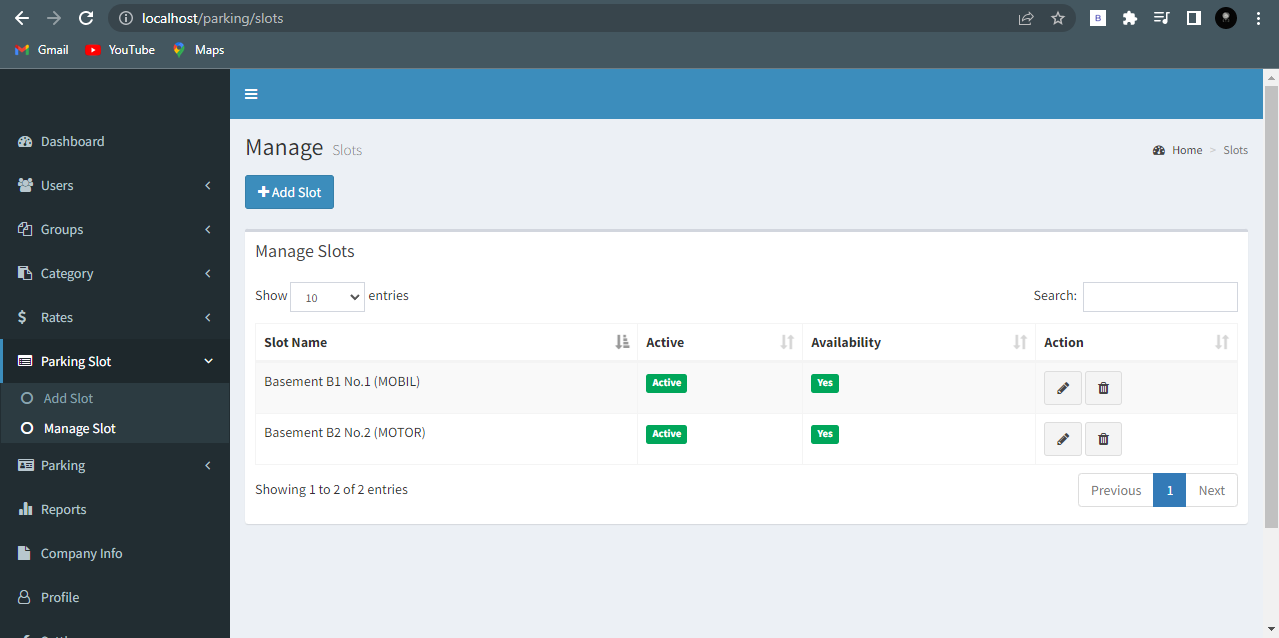 localhost/parking/slots
B
Gmail YouTube Maps
Dashboard
Users
Groups
Category
Rates
Parking Slot
Add Slot
Manage Slot
Parking
Reports
Company Info
Profile
Manage Slots
Home > Slots
Add Slot
Manage Slots
Show 10 entries
Search:
Slot Name Active Availability Action
Basement B1 No.1 (MOBIL) Active Yes
Basement B2 No.2 (MOTOR) Active Yes
Showing 1 to 2 of 2 entries
Previous 1 Next